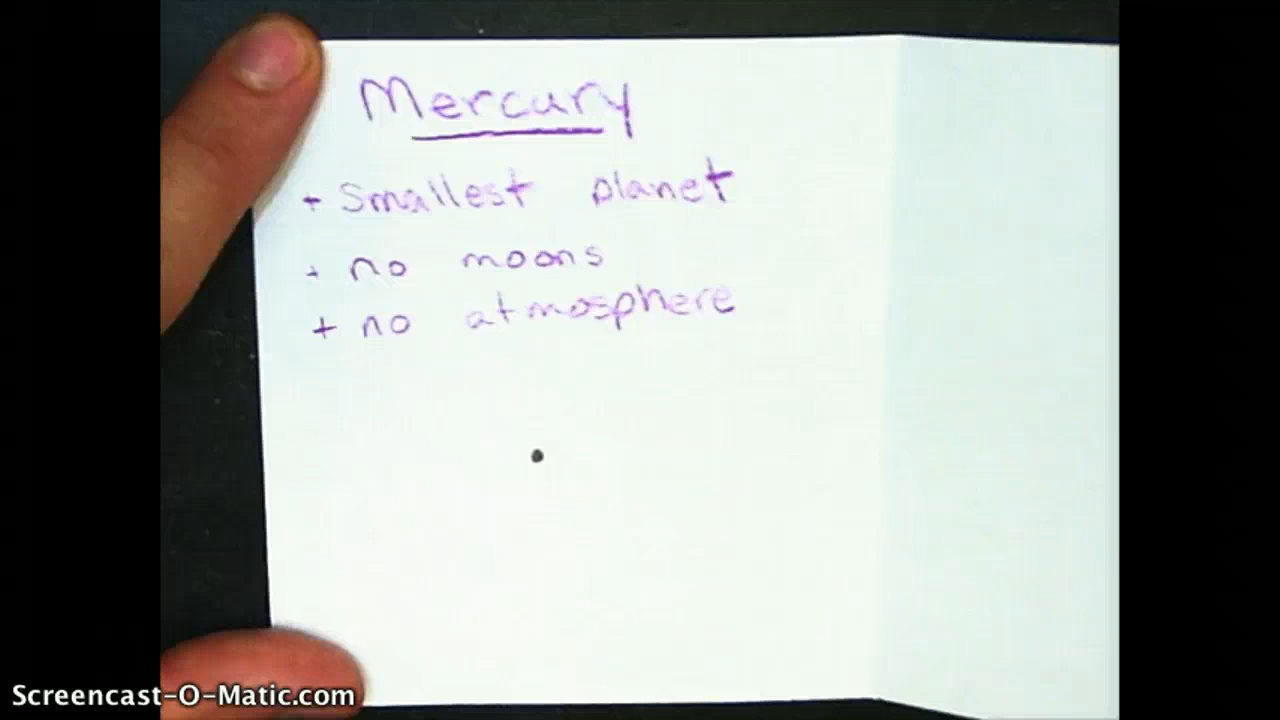 Mercury
+ Smallest planet
+ no moons
+ no atmosphere
Screencast-O-Matic.com